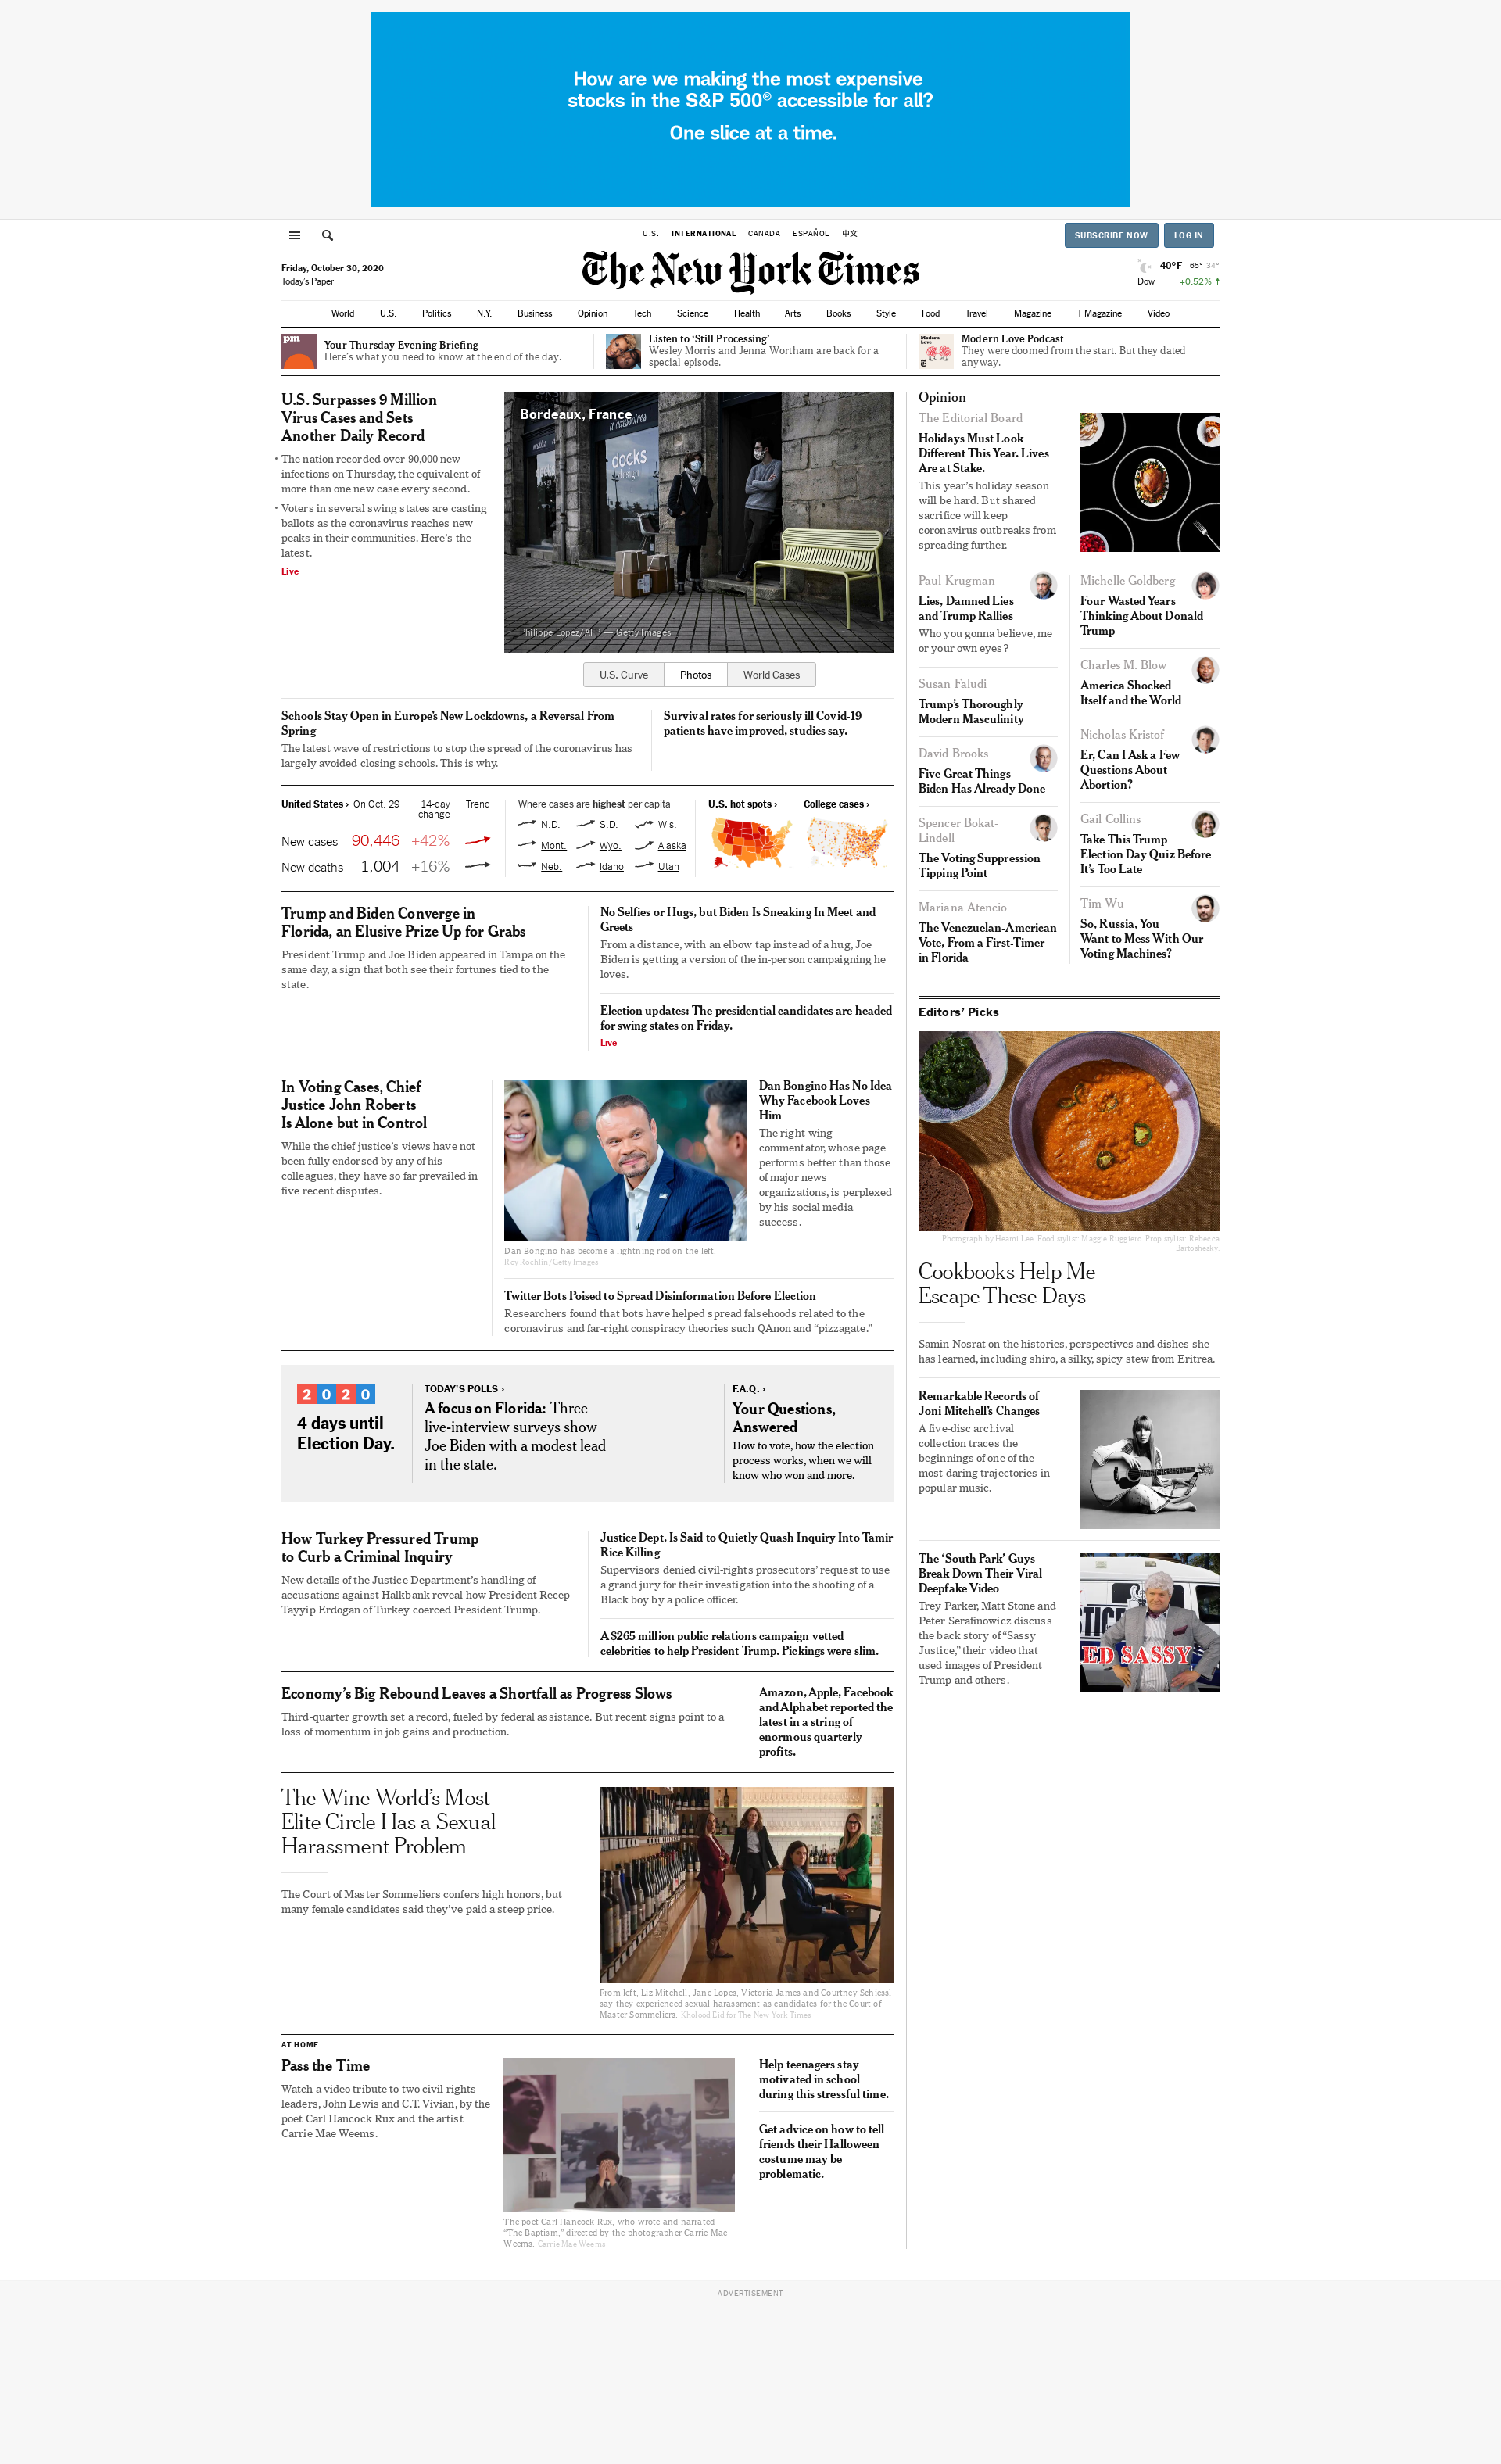 How are we making the most expensive
stocks in the S&P 500® accessible for all?
One slice at a time.
U.S. INTERNATIONAL CANADA ESPAÑOL 中文
SUBSCRIBE NOW LOG IN
Friday, October 30, 2020
Today's Paper
The New York Times
40°F 65° 34°
Dow +0.52% ↑
World U.S. Politics N.Y. Business Opinion Tech Science Health Arts Books Style Food Travel Magazine T Magazine Video
pm
Your Thursday Evening Briefing
Here's what you need to know at the end of the day.
Listen to ‘Still Processing’
Wesley Morris and Jenna Wortham are back for a
special episode.
Modern Love
Modern Love Podcast
They were doomed from the start. But they dated
anyway.
U.S. Surpasses 9 Million
Virus Cases and Sets
Another Daily Record
• The nation recorded over 90,000 new
infections on Thursday, the equivalent of
more than one new case every second.
• Voters in several swing states are casting
ballots as the coronavirus reaches new
peaks in their communities. Here's the
latest.
Live
Bordeaux, France
docks
Philippe Lopez/AFP — Getty Images
U.S. Curve Photos World Cases
Schools Stay Open in Europe's New Lockdowns, a Reversal From
Spring
The latest wave of restrictions to stop the spread of the coronavirus has
largely avoided closing schools. This is why.
Survival rates for seriously ill Covid-19
patients have improved, studies say.
United States › On Oct. 29 14-day
change Trend
New cases 90,446 +42%
New deaths 1,004 +16%
Where cases are highest per capita
N.D. S.D. Wis.
Mont. Wyo. Alaska
Neb. Idaho Utah
U.S. hot spots › College cases ›
Trump and Biden Converge in
Florida, an Elusive Prize Up for Grabs
President Trump and Joe Biden appeared in Tampa on the
same day, a sign that both see their fortunes tied to the
state.
No Selfies or Hugs, but Biden Is Sneaking In Meet and
Greets
From a distance, with an elbow tap instead of a hug, Joe
Biden is getting a version of the in-person campaigning he
loves.
Election updates: The presidential candidates are headed
for swing states on Friday.
Live
In Voting Cases, Chief
Justice John Roberts
Is Alone but in Control
While the chief justice's views have not
been fully endorsed by any of his
colleagues, they have so far prevailed in
five recent disputes.
Dan Bongino has become a lightning rod on the left.
Roy Rochlin/Getty Images
Dan Bongino Has No Idea
Why Facebook Loves
Him
The right-wing
commentator, whose page
performs better than those
of major news
organizations, is perplexed
by his social media
success.
Twitter Bots Poised to Spread Disinformation Before Election
Researchers found that bots have helped spread falsehoods related to the
coronavirus and far-right conspiracy theories such QAnon and “pizzagate.”
2020
4 days until
Election Day.
TODAY'S POLLS ›
A focus on Florida: Three
live-interview surveys show
Joe Biden with a modest lead
in the state.
F.A.Q. ›
Your Questions,
Answered
How to vote, how the election
process works, when we will
know who won and more.
How Turkey Pressured Trump
to Curb a Criminal Inquiry
New details of the Justice Department's handling of
accusations against Halkbank reveal how President Recep
Tayyip Erdogan of Turkey coerced President Trump.
Justice Dept. Is Said to Quietly Quash Inquiry Into Tamir
Rice Killing
Supervisors denied civil-rights prosecutors' request to use
a grand jury for their investigation into the shooting of a
Black boy by a police officer.
A $265 million public relations campaign vetted
celebrities to help President Trump. Pickings were slim.
Economy's Big Rebound Leaves a Shortfall as Progress Slows
Third-quarter growth set a record, fueled by federal assistance. But recent signs point to a
loss of momentum in job gains and production.
Amazon, Apple, Facebook
and Alphabet reported the
latest in a string of
enormous quarterly
profits.
The Wine World's Most
Elite Circle Has a Sexual
Harassment Problem
The Court of Master Sommeliers confers high honors, but
many female candidates said they've paid a steep price.
From left, Liz Mitchell, Jane Lopes, Victoria James and Courtney Schiessl
say they experienced sexual harassment as candidates for the Court of
Master Sommeliers. Kholood Eid for The New York Times
AT HOME
Pass the Time
Watch a video tribute to two civil rights
leaders, John Lewis and C.T. Vivian, by the
poet Carl Hancock Rux and the artist
Carrie Mae Weems.
The poet Carl Hancock Rux, who wrote and narrated
“The Baptism,” directed by the photographer Carrie Mae
Weems. Carrie Mae Weems
Help teenagers stay
motivated in school
during this stressful time.
Get advice on how to tell
friends their Halloween
costume may be
problematic.
Opinion
The Editorial Board
Holidays Must Look
Different This Year. Lives
Are at Stake.
This year's holiday season
will be hard. But shared
sacrifice will keep
coronavirus outbreaks from
spreading further.
Paul Krugman
Lies, Damned Lies
and Trump Rallies
Who you gonna believe, me
or your own eyes?
Susan Faludi
Trump's Thoroughly
Modern Masculinity
David Brooks
Five Great Things
Biden Has Already Done
Spencer Bokat-
Lindell
The Voting Suppression
Tipping Point
Mariana Atencio
The Venezuelan-American
Vote, From a First-Timer
in Florida
Michelle Goldberg
Four Wasted Years
Thinking About Donald
Trump
Charles M. Blow
America Shocked
Itself and the World
Nicholas Kristof
Er, Can I Ask a Few
Questions About
Abortion?
Gail Collins
Take This Trump
Election Day Quiz Before
It's Too Late
Tim Wu
So, Russia, You
Want to Mess With Our
Voting Machines?
Editors' Picks
Photograph by Heami Lee. Food stylist: Maggie Ruggiero. Prop stylist: Rebecca
Bartoshesky.
Cookbooks Help Me
Escape These Days
Samin Nosrat on the histories, perspectives and dishes she
has learned, including shiro, a silky, spicy stew from Eritrea.
Remarkable Records of
Joni Mitchell's Changes
A five-disc archival
collection traces the
beginnings of one of the
most daring trajectories in
popular music.
The ‘South Park’ Guys
Break Down Their Viral
Deepfake Video
Trey Parker, Matt Stone and
Peter Serafinowicz discuss
the back story of “Sassy
Justice,” their video that
used images of President
Trump and others.
STICE
ED SASSY
ADVERTISEMENT